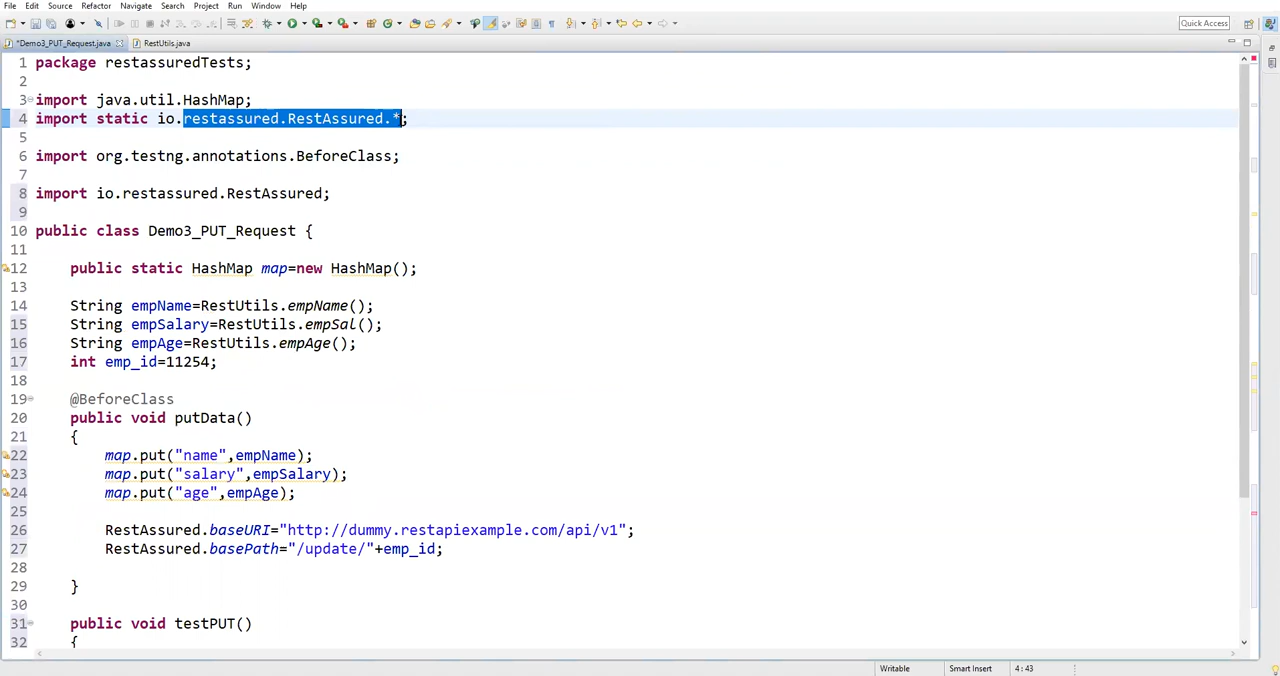 File Edit Source Refactor Navigate Search Project Run Window Help
Quick Access
*Demo3_PUT_Request.java RestUtils.java
1 package restassuredTests;
2
3 import java.util.HashMap;
4 import static io.restassured.RestAssured.*;
5
6 import org.testng.annotations.BeforeClass;
7
8 import io.restassured.RestAssured;
9
10 public class Demo3_PUT_Request {
11
12 public static HashMap map=new HashMap();
13
14 String empName=RestUtils.empName();
15 String empSalary=RestUtils.empSal();
16 String empAge=RestUtils.empAge();
17 int emp_id=11254;
18
19 @BeforeClass
20 public void putData()
21 {
22 map.put("name",empName);
23 map.put("salary",empSalary);
24 map.put("age",empAge);
25
26 RestAssured.baseURI="http://dummy.restapiexample.com/api/v1";
27 RestAssured.basePath="/update/"+emp_id;
28
29 }
30
31 public void testPUT()
32 {
Writable Smart Insert 4:43